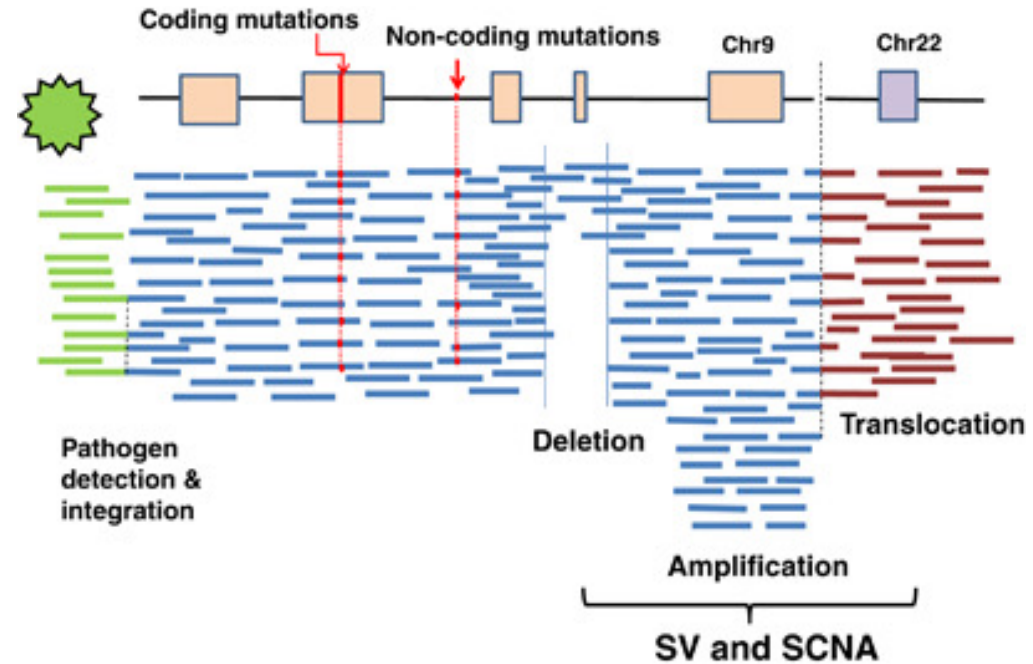 Coding mutations
Non-coding mutations
Chr9
Chr22
Pathogen
detection &
integration
Deletion
Translocation
Amplification
SV and SCNA